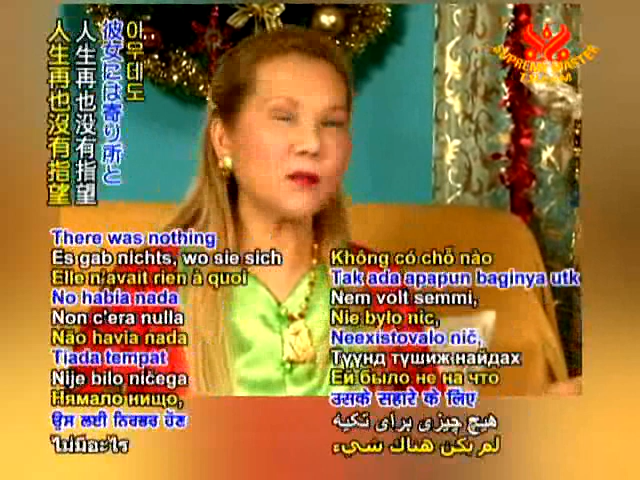 아무데도
彼女には寄り所と
人生再也没有指望
人生再也沒有指望
SUPREME MASTER
TV.COM
There was nothing
Es gab nichts, wo sie sich
Elle n'avait rien à quoi
No había nada
Non c'era nulla
Não havia nada
Tiada tempat
Nije bilo ničega
Нямало нищо,
ਉਸ ਲਈ ਨਿਰਭਰ ਹੋਣ
ไม่มีอะไร
Không có chỗ nào
Tak ada apapun baginya utk
Nem volt semmi,
Nie było nic,
Neexistovalo nič,
Түүнд түшиж найдах
Ей было не на что
उसके सहारे के लिए
هیچ چیزی برای تکیه
لم يكن هناك شيء